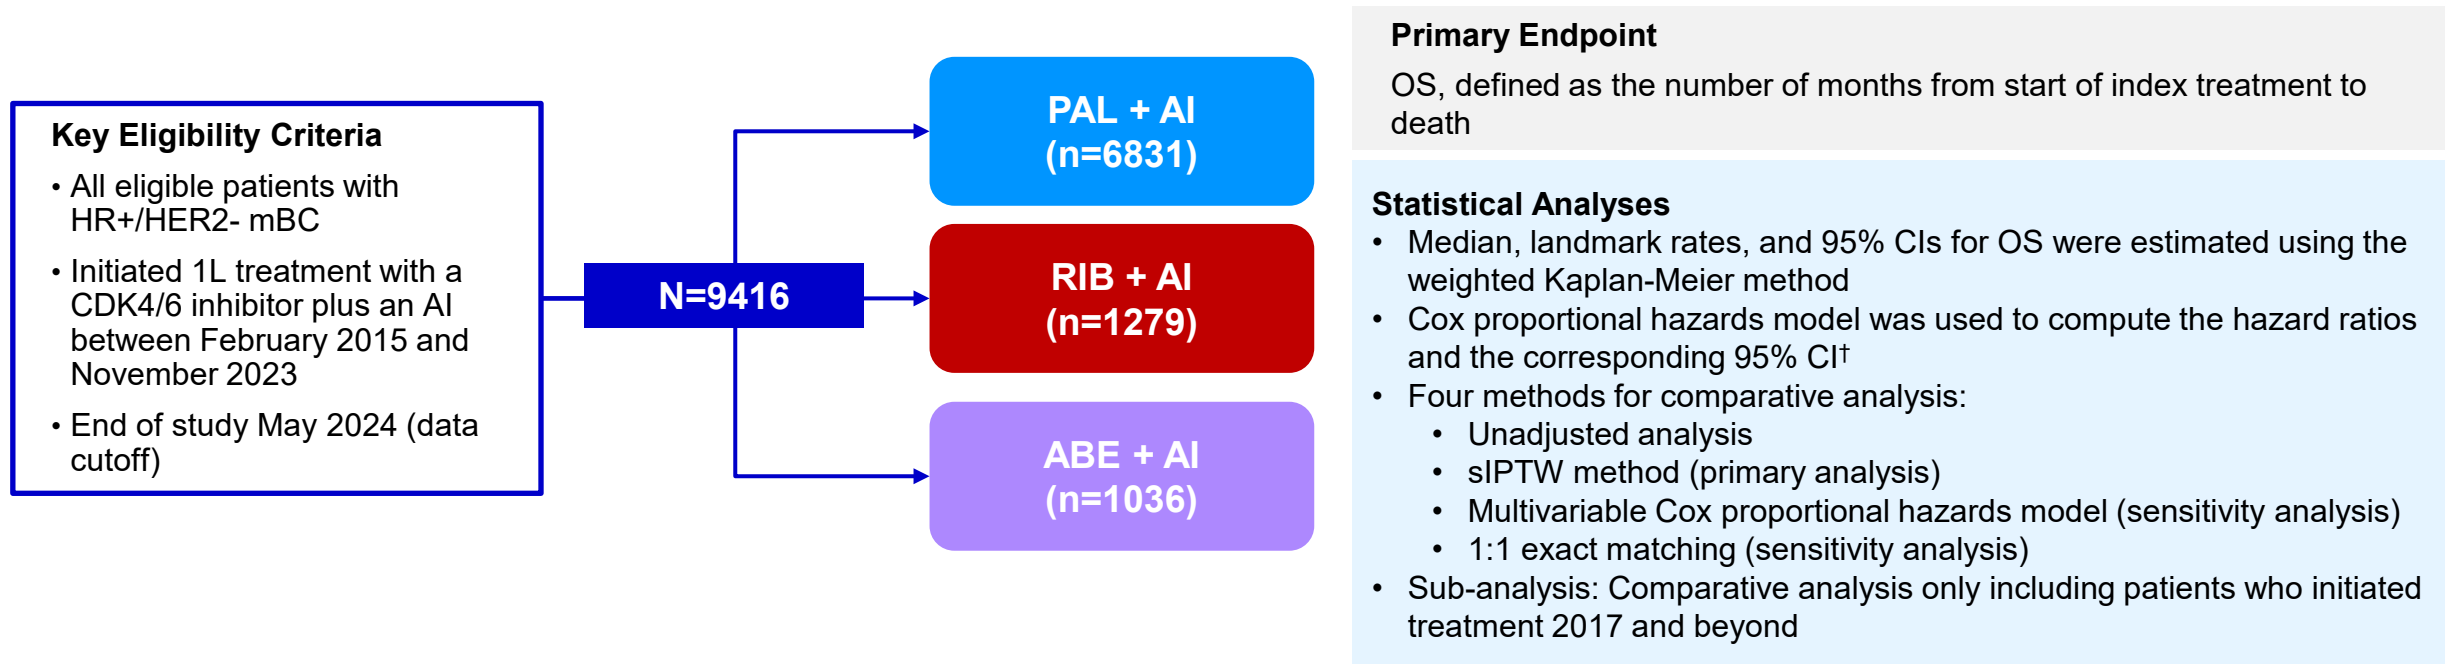 Key Eligibility Criteria
• All eligible patients with
HR+/HER2- mBC
• Initiated 1L treatment with a
CDK4/6 inhibitor plus an AI
between February 2015 and
November 2023
• End of study May 2024 (data
cutoff)
N=9416
PAL + AI
(n=6831)
RIB + AI
(n=1279)
ABE + AI
(n=1036)
Primary Endpoint
OS, defined as the number of months from start of index treatment to
death
Statistical Analyses
• Median, landmark rates, and 95% CIs for OS were estimated using the
weighted Kaplan-Meier method
• Cox proportional hazards model was used to compute the hazard ratios
and the corresponding 95% CI†
• Four methods for comparative analysis:
• Unadjusted analysis
• sIPTW method (primary analysis)
• Multivariable Cox proportional hazards model (sensitivity analysis)
• 1:1 exact matching (sensitivity analysis)
• Sub-analysis: Comparative analysis only including patients who initiated
treatment 2017 and beyond